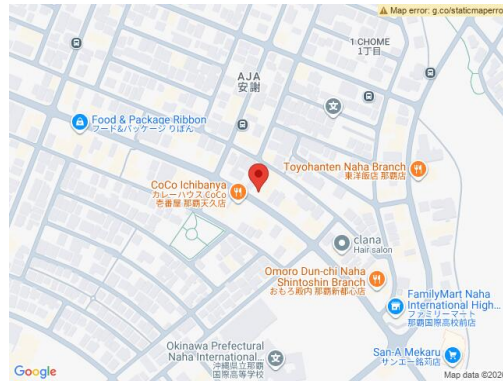 Map error: g.co/staticmaperro
1 CHOME
1丁目
AJA
安謝
Food & Package Ribbon
フード&パッケージ りぼん
Toyohanten Naha Branch
東洋飯店 那覇店
CoCo Ichibanya
カレーハウス CoCo
壱番屋 那覇天久店
clana
Hair salon
Omoro Dun-chi Naha
Shintoshin Branch
おもろ殿内 那覇新都心店
FamilyMart Naha
International High...
ファミリーマート
那覇国際高校前店
Okinawa Prefectural
Naha International...
沖縄県立那覇
国際高等学校
San-A Mekaru
サンエー銘苅店
Google
Map data ©202